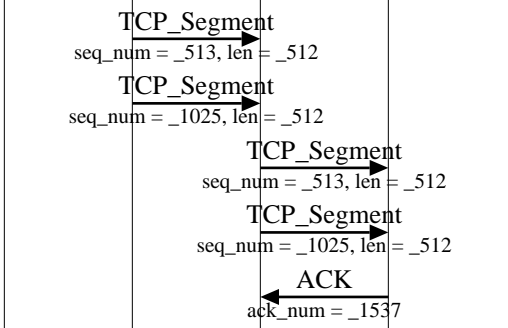 TCP_Segment
seq_num = _513, len = _512
TCP_Segment
seq_num = _1025, len = _512
TCP_Segment
seq_num = _513, len = _512
TCP_Segment
seq_num = _1025, len = _512
ACK
ack_num = _1537